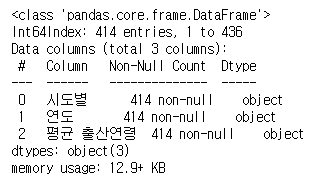 <class 'pandas.core.frame.DataFrame'>
Int64Index: 414 entries, 1 to 436
Data columns (total 3 columns):
 #   Column   Non-Null Count  Dtype
---  ------   --------------  -----
 0   시도별      414 non-null    object
 1   연도       414 non-null    object
 2   평균 출산연령  414 non-null    object
dtypes: object(3)
memory usage: 12.9+ KB